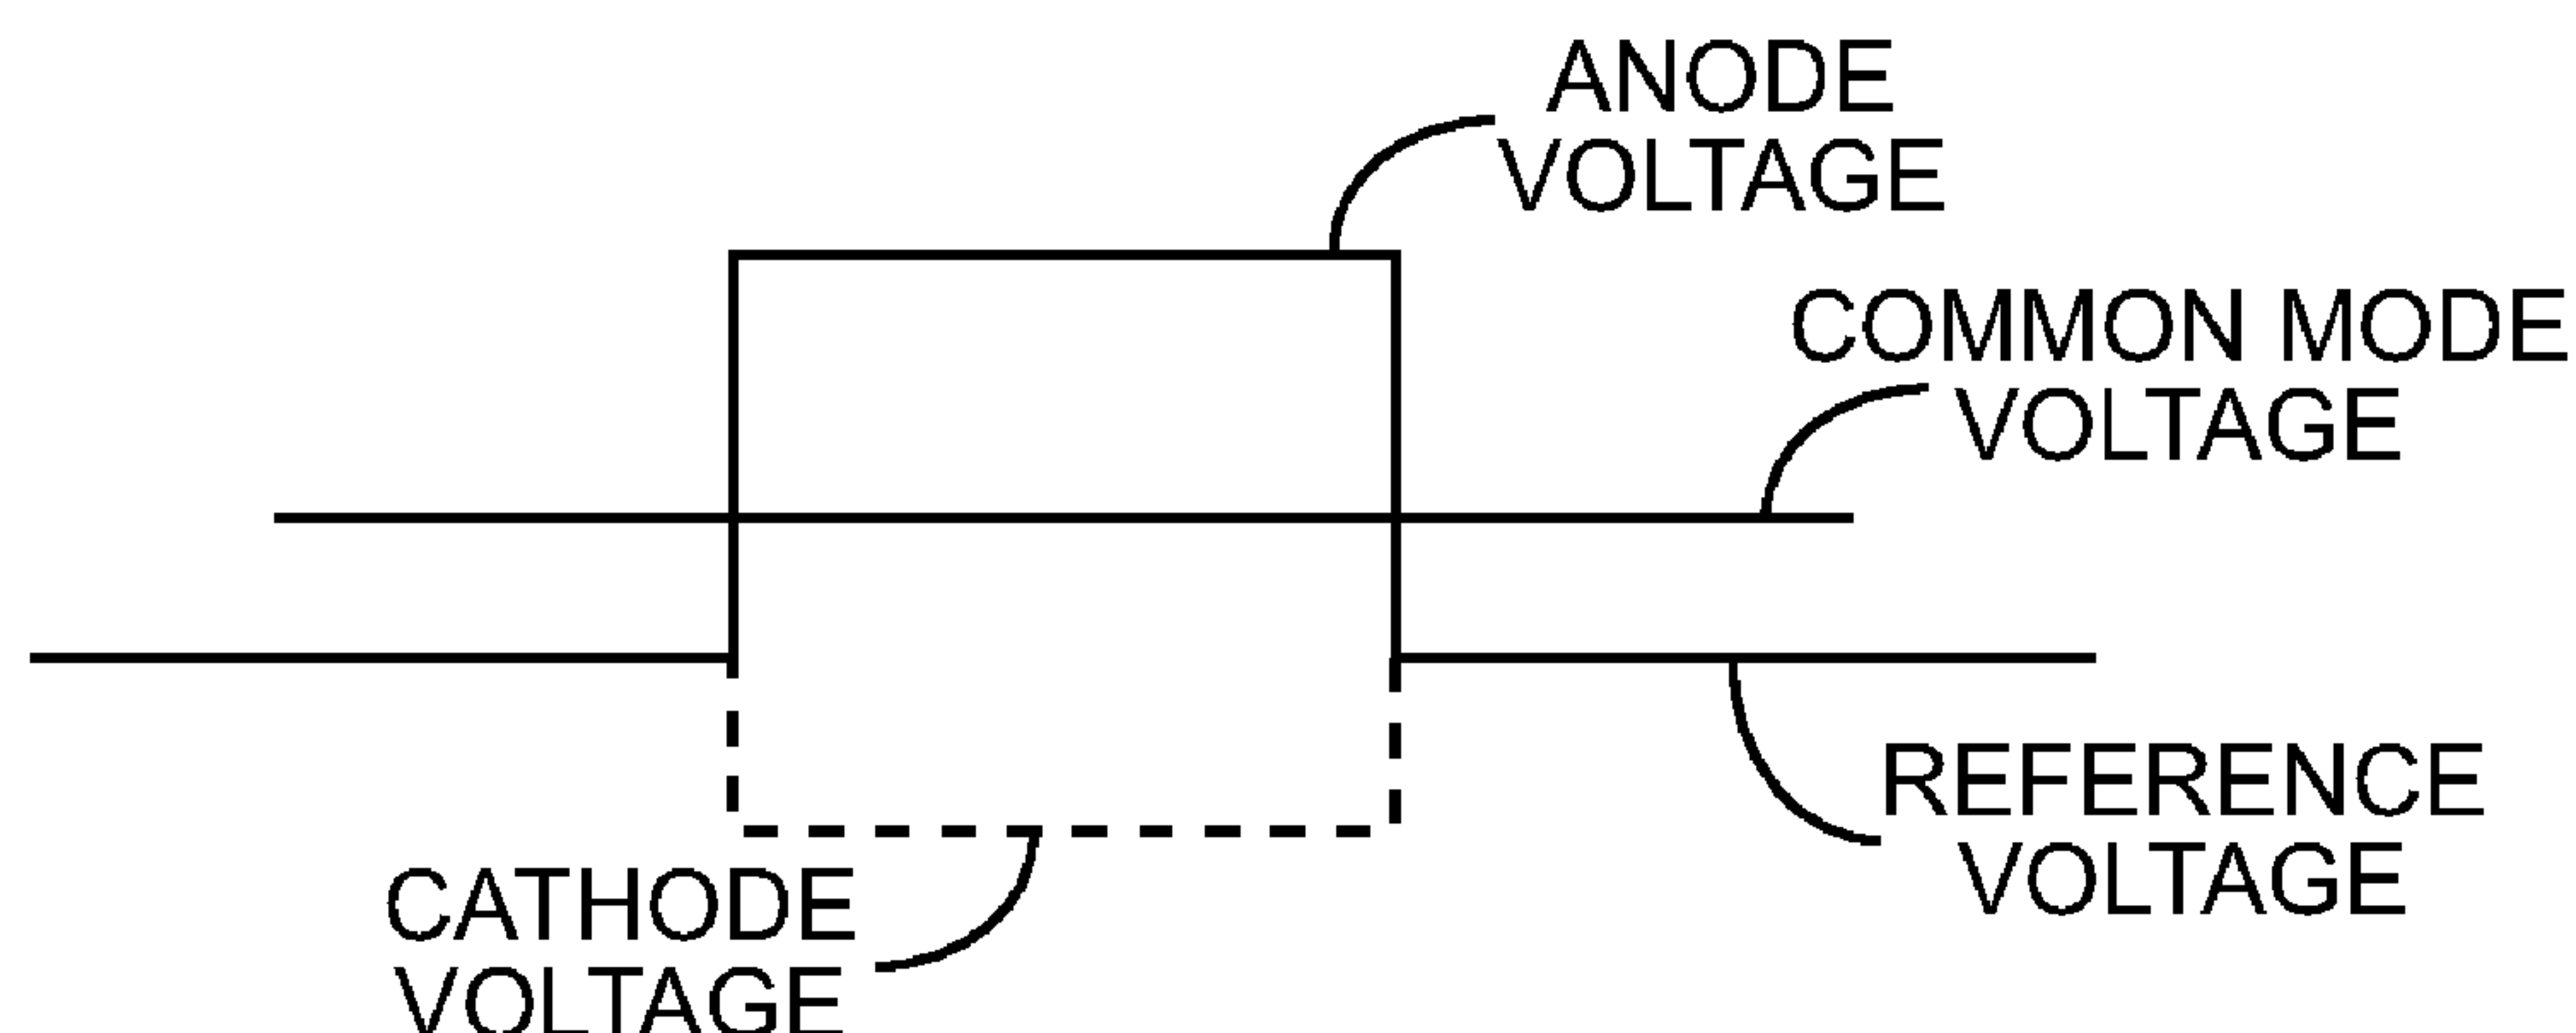 ANODE
VOLTAGE
COMMON MODE
VOLTAGE
REFERENCE
VOLTAGE
CATHODE
VOLTAGE